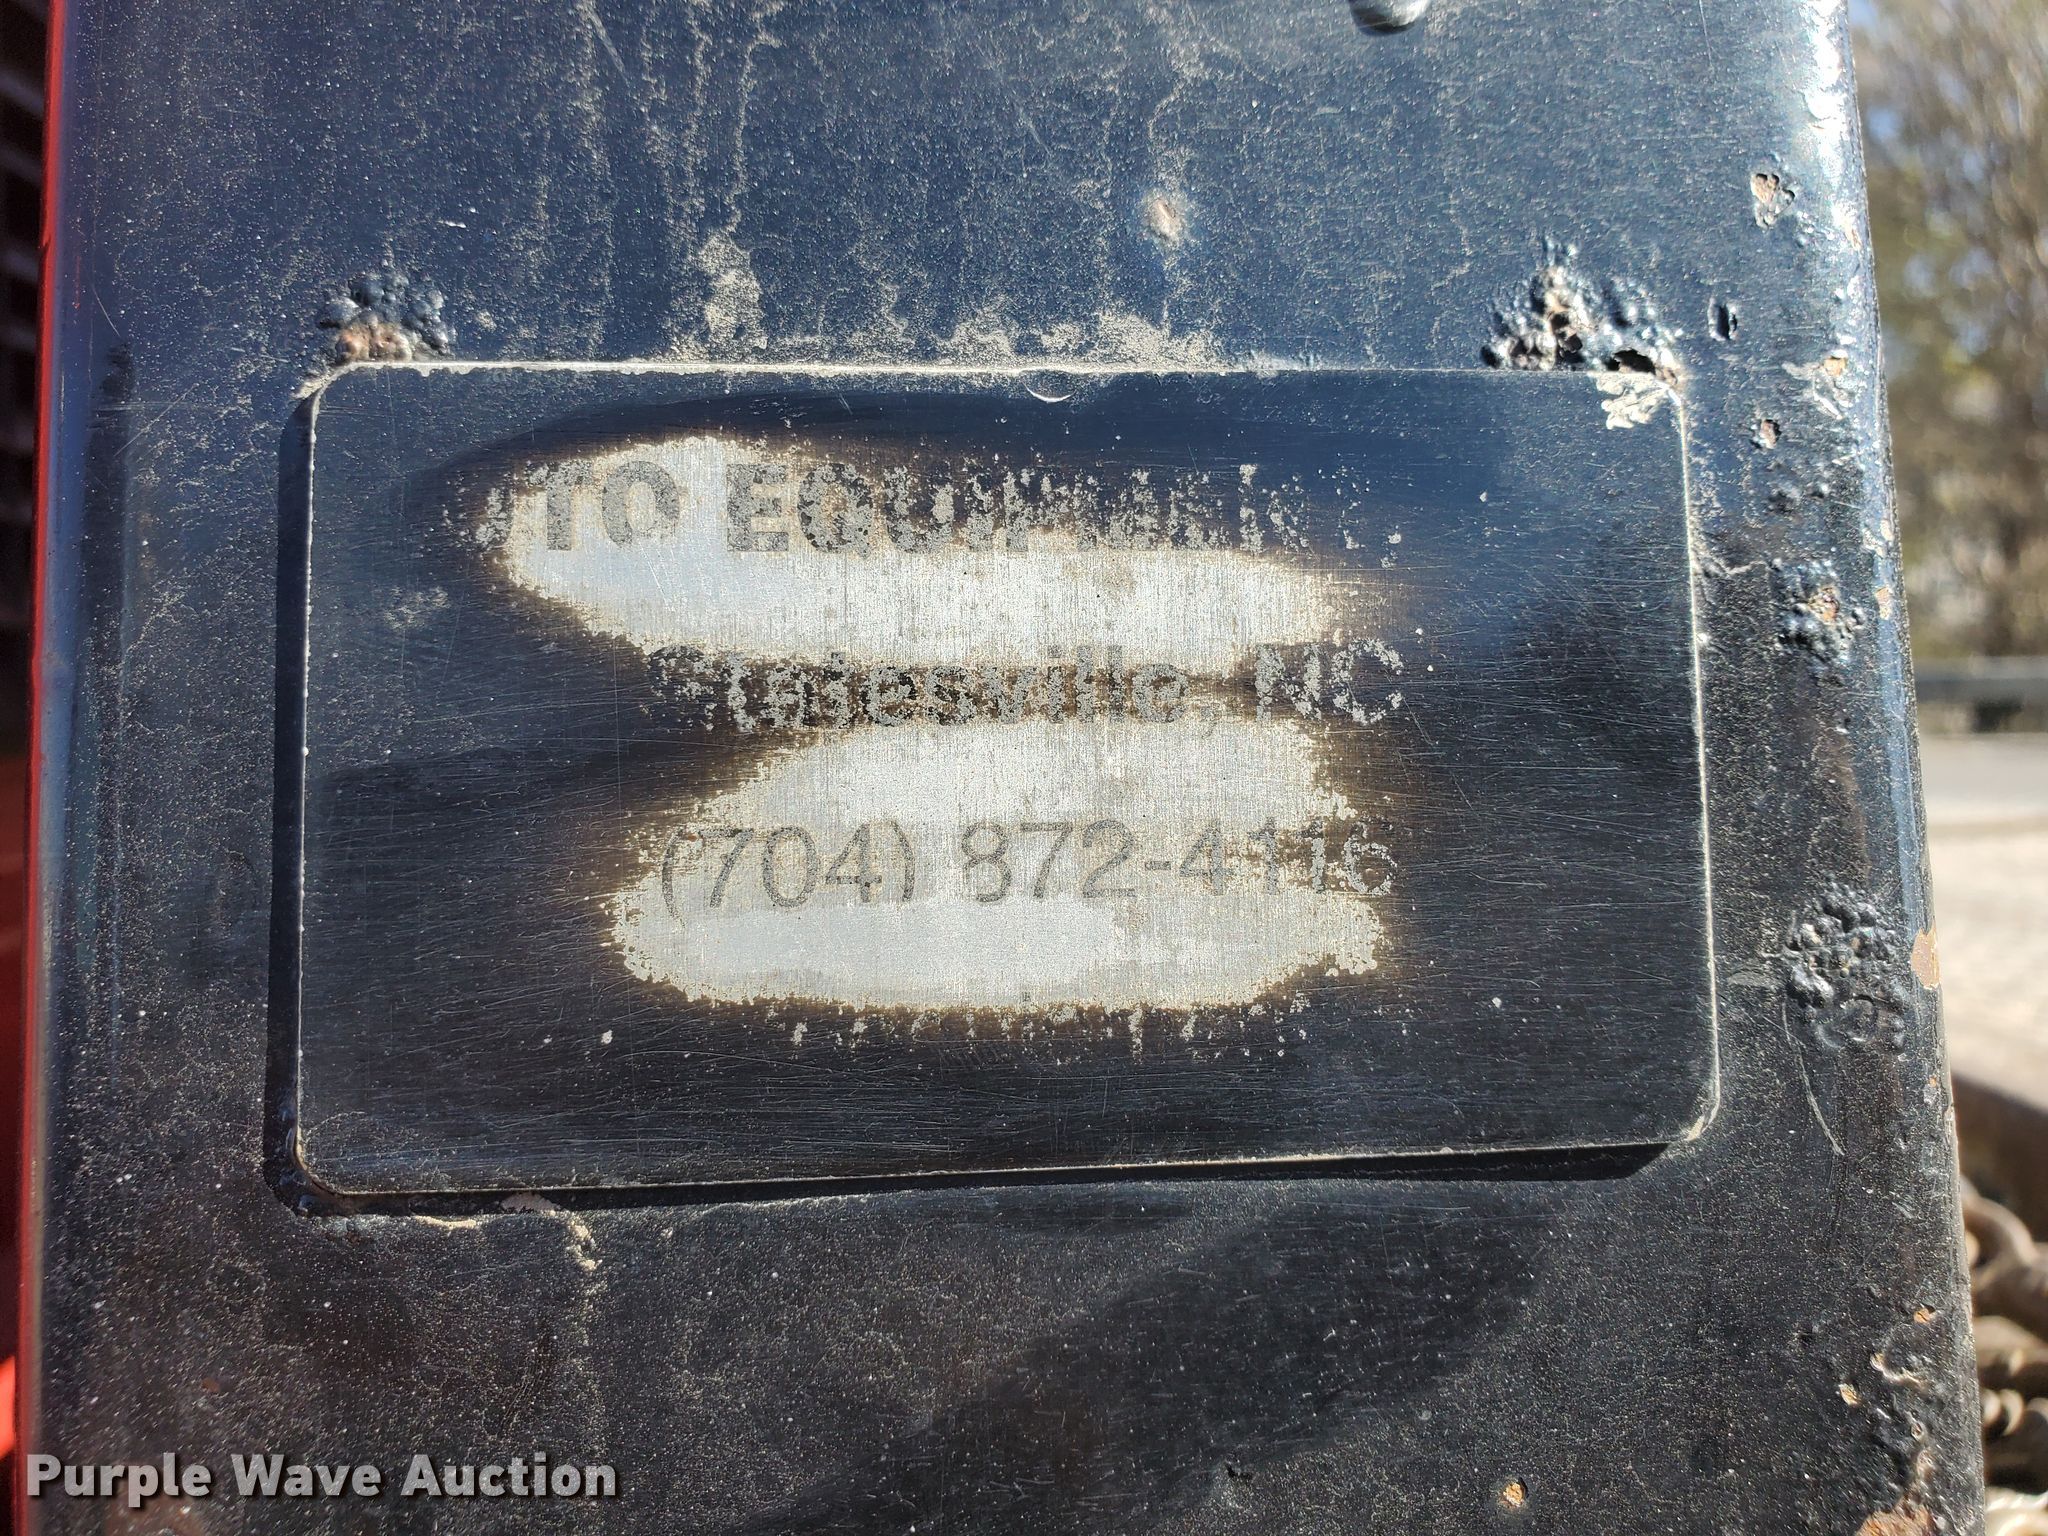 TO EQUIPMENT
Statesville, NC
(704) 872-4116
Purple Wave Auction